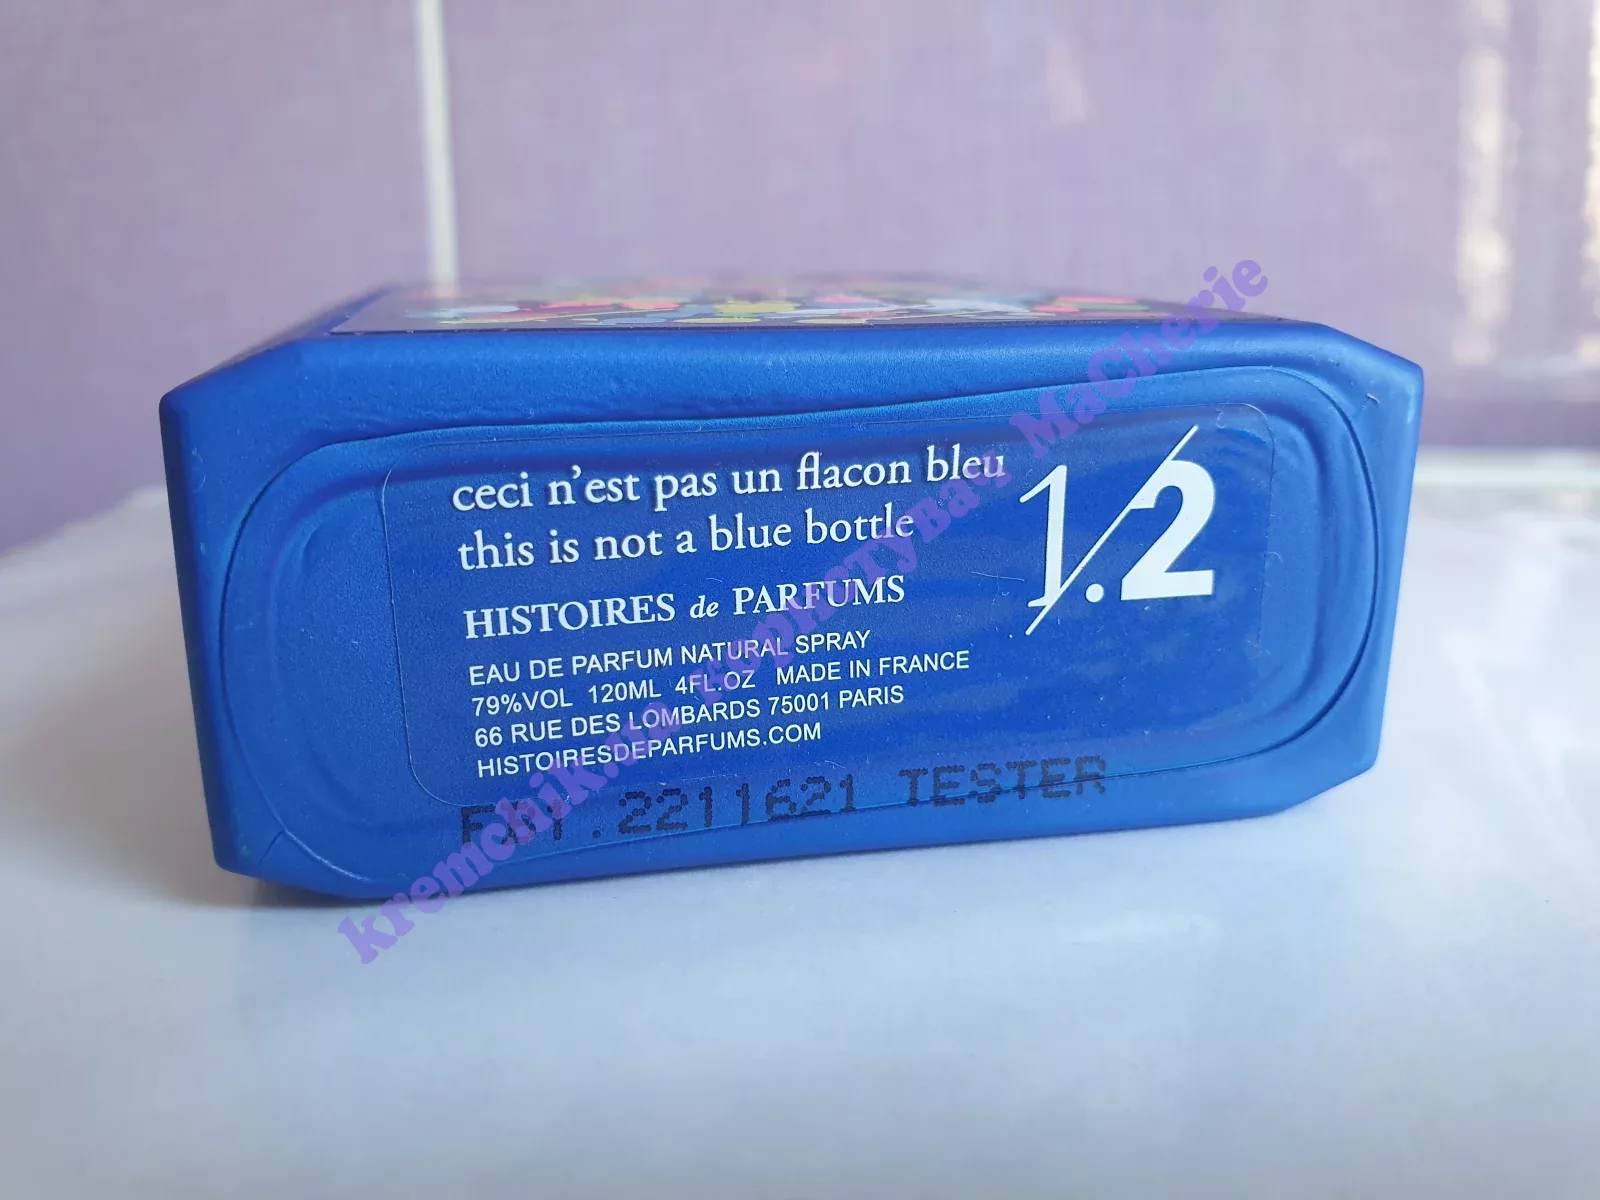 ceci n'est pas un flacon bleu
this is not a blue bottle
1/.2
HISTOIRES de PARFUMS
EAU DE PARFUM NATURAL SPRAY
79%VOL 120ML 4FL.OZ MADE IN FRANCE
66 RUE DES LOMBARDS 75001 PARIS
HISTOIRESDEPARFUMS.COM
.2211621 TESTER
MaCherie